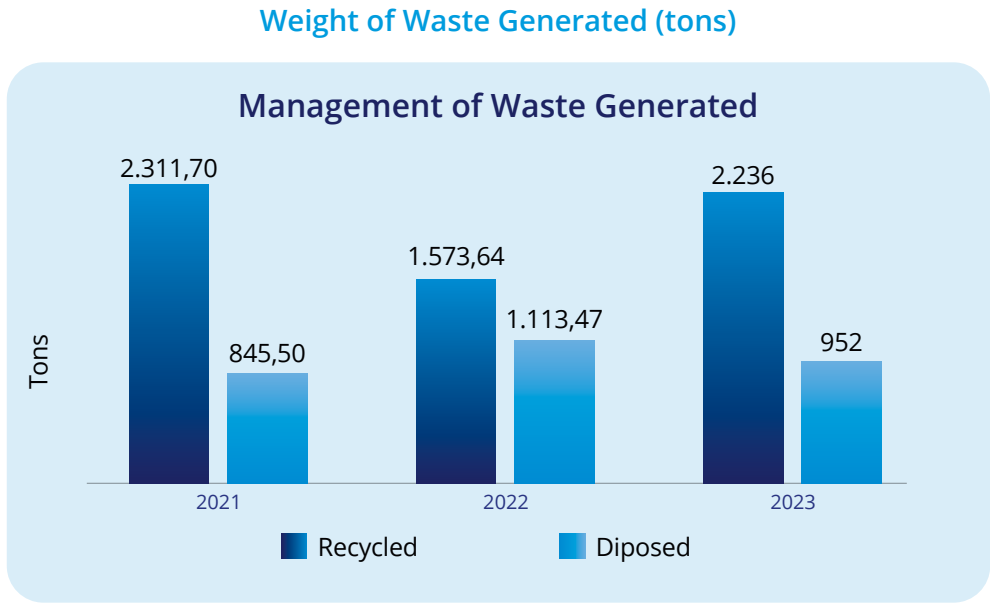 Weight of Waste Generated (tons)
Management of Waste Generated
2.311,70
2.236
1.573,64
1.113,47
845,50
952
Tons
2021
2022
2023
Recycled
Diposed